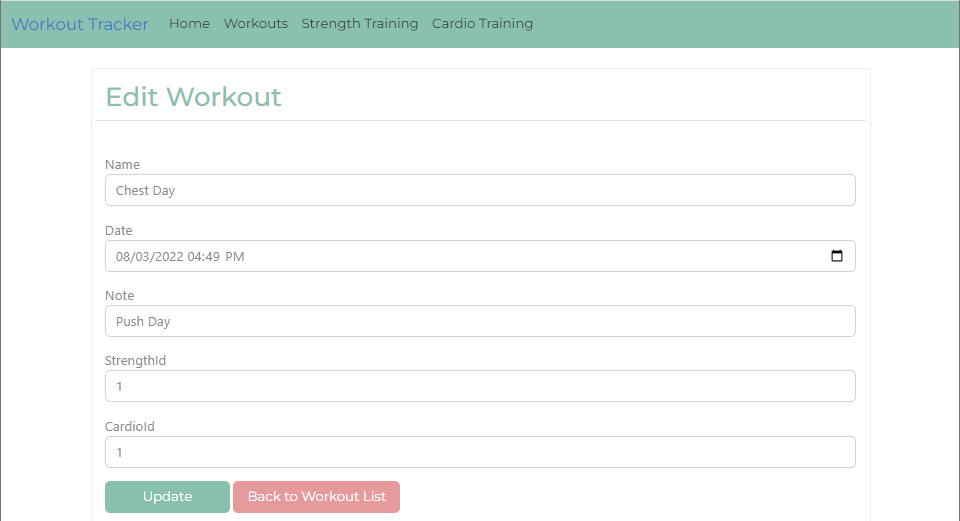 Workout Tracker Home Workouts Strength Training Cardio Training
Edit Workout
Name
Chest Day
Date
08/03/2022 04:49 PM
Note
Push Day
StrengthId
1
CardioId
1
Update Back to Workout List